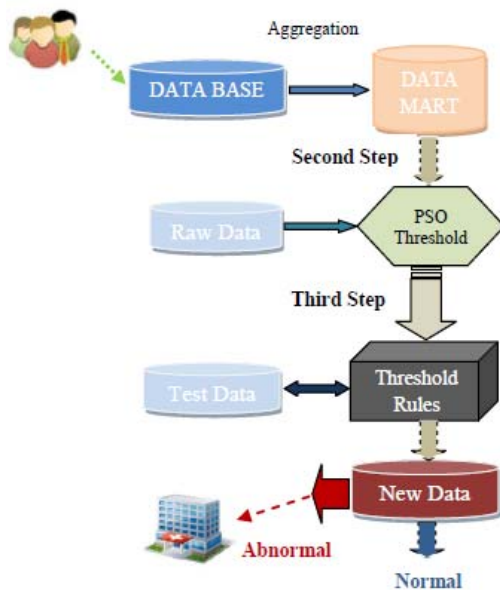 Aggregation
DATA BASE
DATA
MART
Second Step
Raw Data
PSO
Threshold
Third Step
Test Data
Threshold
Rules
New Data
Abnormal
Normal